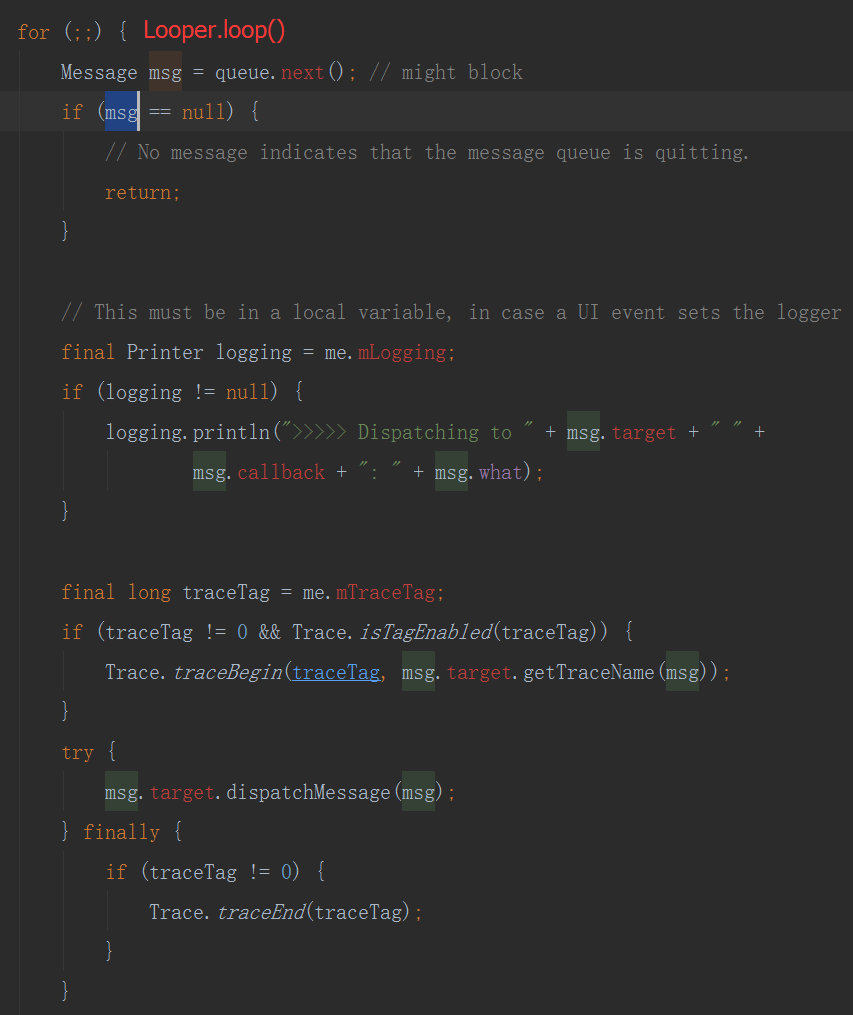 for (;;) { Looper.loop()
    Message msg = queue.next(); // might block
    if (msg == null) {
        // No message indicates that the message queue is quitting.
        return;
    }

    // This must be in a local variable, in case a UI event sets the logger
    final Printer logging = me.mLogging;
    if (logging != null) {
        logging.println(">>>>> Dispatching to " + msg.target + " " +
                msg.callback + ": " + msg.what);
    }

    final long traceTag = me.mTraceTag;
    if (traceTag != 0 && Trace.isTagEnabled(traceTag)) {
        Trace.traceBegin(traceTag, msg.target.getTraceName(msg));
    }
    try {
        msg.target.dispatchMessage(msg);
    } finally {
        if (traceTag != 0) {
            Trace.traceEnd(traceTag);
        }
    }